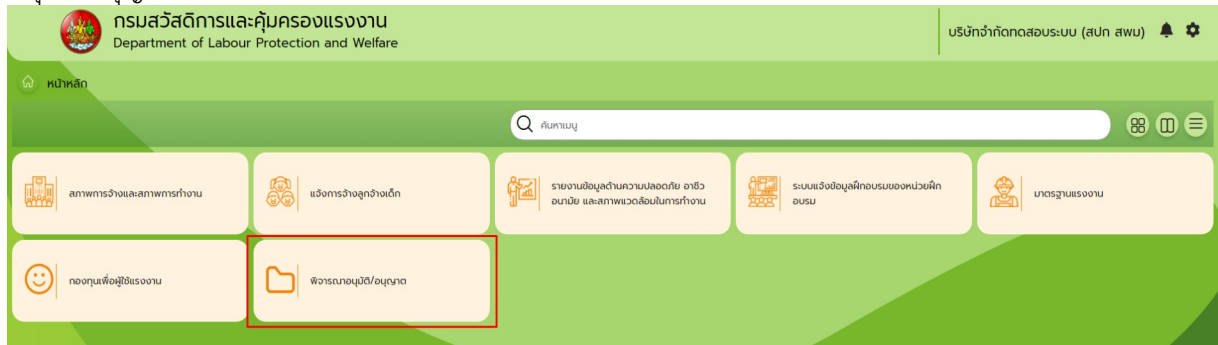 กรมสวัสดิการและคุ้มครองแรงงาน
Department of Labour Protection and Welfare
บริษัทจำกัดทดสอบระบบ (สปก สพม)
หน้าหลัก
ค้นหาเมนู
สภาพการจ้างและสภาพการทำงาน
แจ้งการจ้างลูกจ้างเด็ก
รายงานข้อมูลด้านความปลอดภัย อาชีว
อนามัย และสภาพแวดล้อมในการทำงาน
ระบบแจ้งข้อมูลฝึกอบรมของหน่วยฝึก
อบรม
มาตรฐานแรงงาน
กองทุนเพื่อผู้ใช้แรงงาน
พิจารณาอนุมัติ/อนุญาต